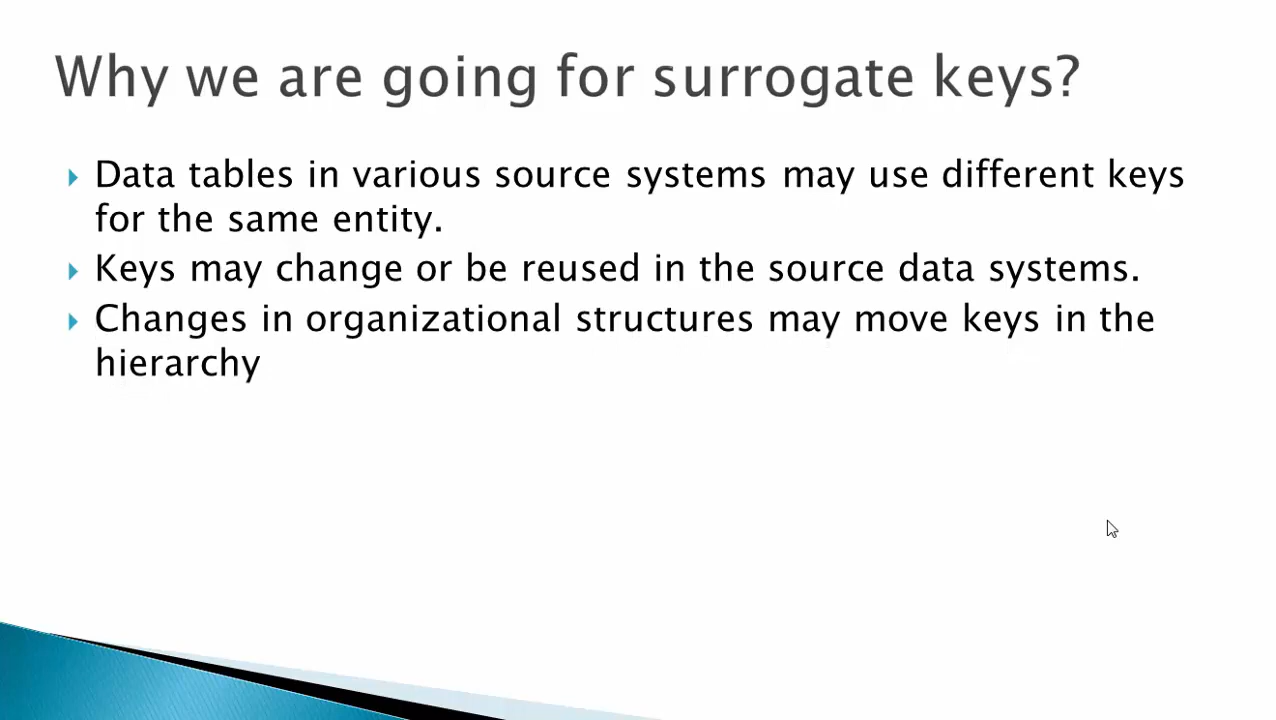 Why we are going for surrogate keys?
Data tables in various source systems may use different keys
for the same entity.
Keys may change or be reused in the source data systems.
Changes in organizational structures may move keys in the
hierarchy